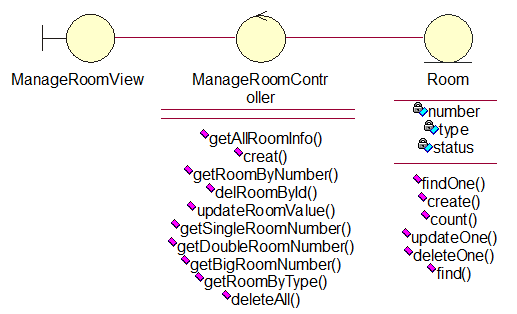 ManageRoomView
ManageRoomContr
oller
getAllRoomInfo()
creat()
getRoomByNumber()
delRoomById()
updateRoomValue()
getSingleRoomNumber()
getDoubleRoomNumber()
getBigRoomNumber()
getRoomByType()
deleteAll()
Room
number
type
status
findOne()
create()
count()
updateOne()
deleteOne()
find()